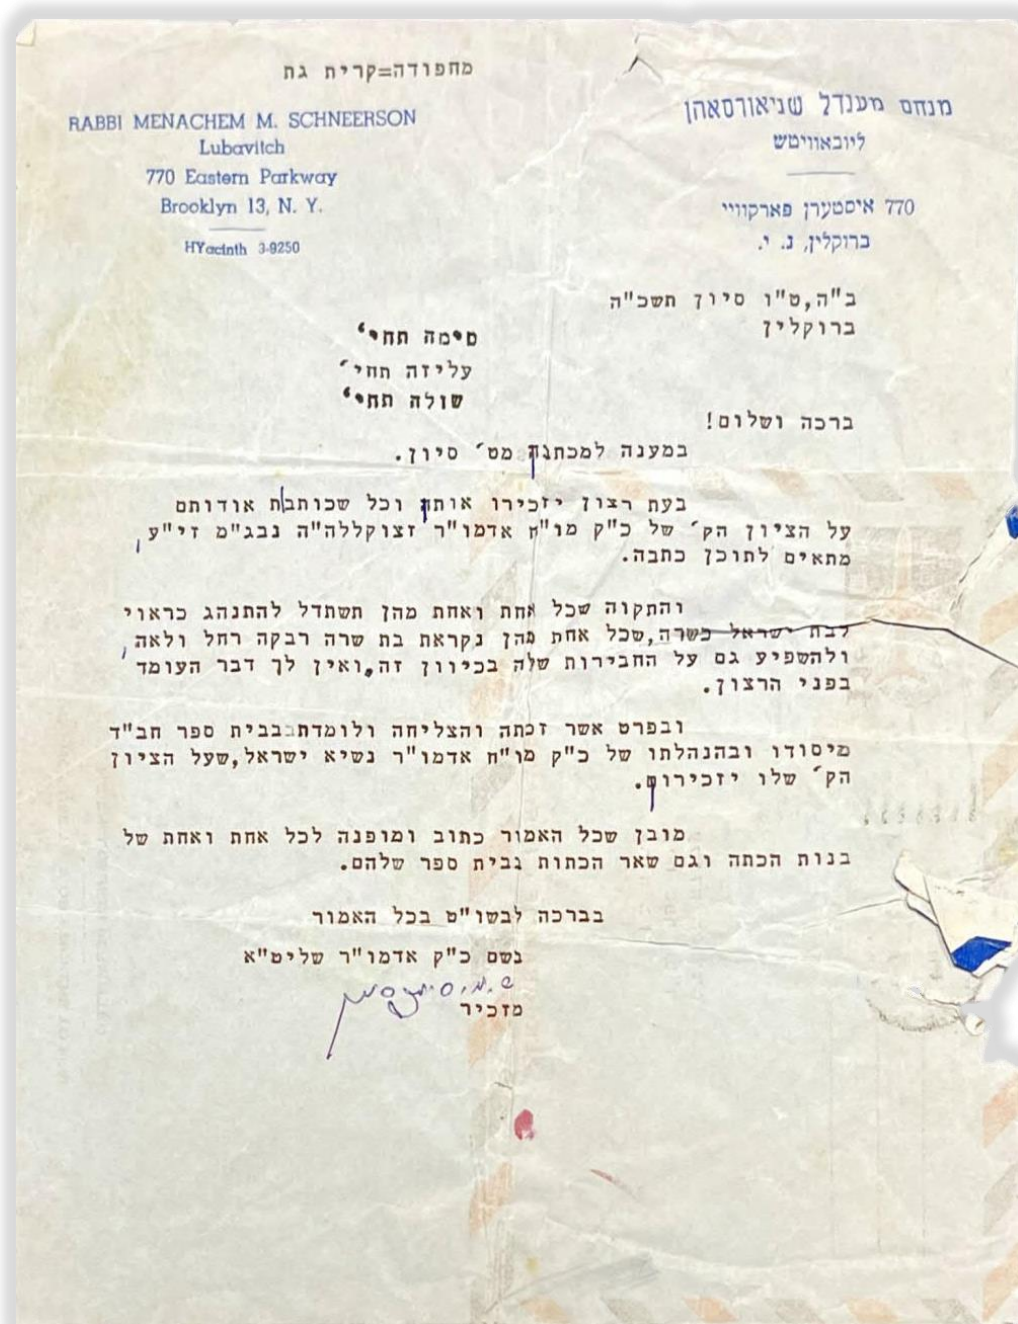 מחפודה=קרית גת
RABBI MENACHEM M. SCHNEERSON
Lubavitch
770 Eastern Parkway
Brooklyn 13, N. Y.
HYacinth 3-9250
מנחם מענדל שניאורסאהן
ליובאוויטש
770 איסטערן פארקוויי
ברוקלין, נ. י.
ב"ה,ט"ו סיון תשכ"ה
ברוקלין
סימה תחי'
עליזה תחי'
שולה תחי'
ברכה ושלום!
במענה למכתבן מט' סיון.
בעת רצון יזכירו אותן וכל שכותבת אודותם
על הציון הק' של כ"ק מו"ח אדמו"ר זצוקללה"ה נבג"מ זי"ע,
מתאים לתוכן כתבה.
והתקוה שכל אחת ואחת מהן תשתדל להתנהג כראוי
לבת ישראל כשרה,שכל אחת מהן נקראת בת שרה רבקה רחל ולאה,
ולהשפיע גם על החבירות שלה בכיוון זה,ואין לך דבר העומד
בפני הרצון.
ובפרט אשר זכתה והצליחה ולומדת בבית ספר חב"ד
מיסודו ובהנהלתו של כ"ק מו"ח אדמו"ר נשיא ישראל,שעל הציון
הק' שלו יזכירון.
מובן שכל האמור כתוב ומופנה לכל אחת ואחת של
בנות הכתה וגם שאר הכתות בבית ספר שלהם.
בברכה לבשו"ט בכל האמור
בשם כ"ק אדמו"ר שליט"א
מזכיר